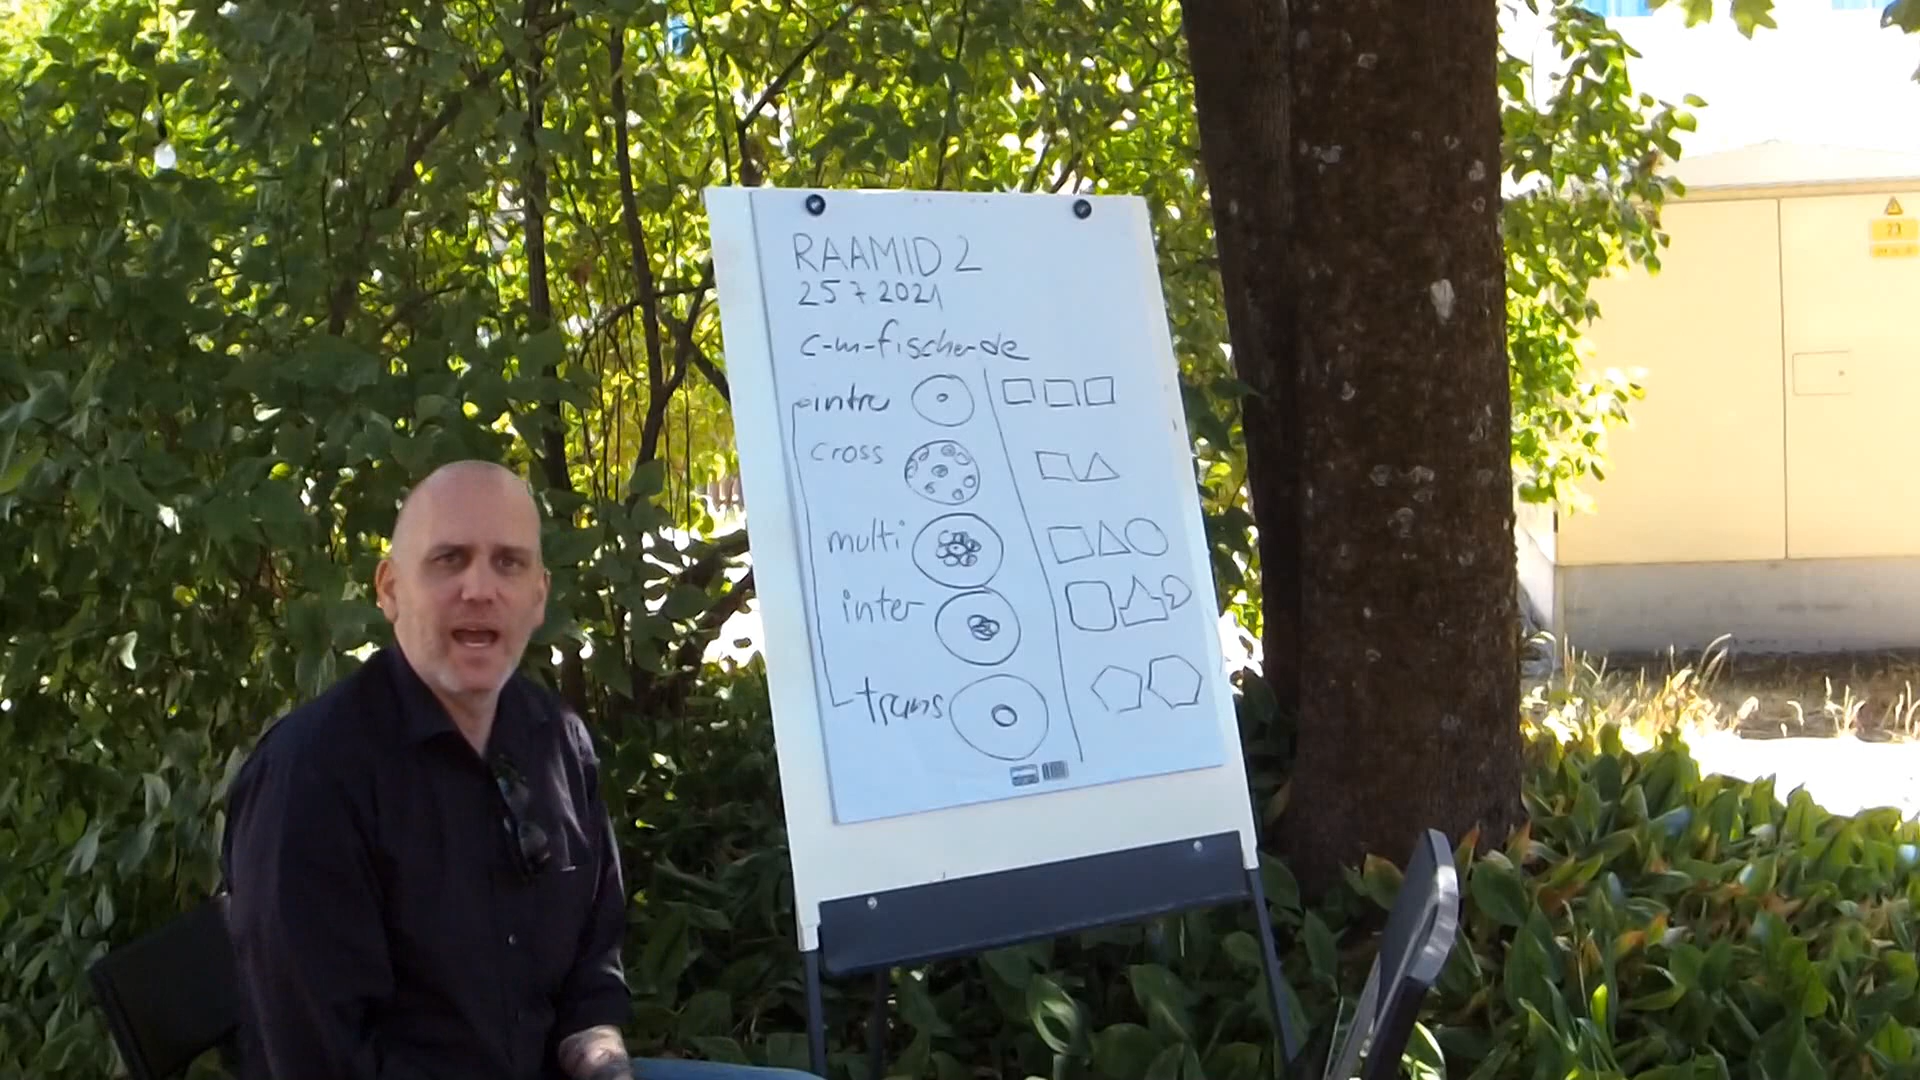 RAAMID 2
25 7 2021
c-m-fischer.de
intra
cross
multi
inter
trans